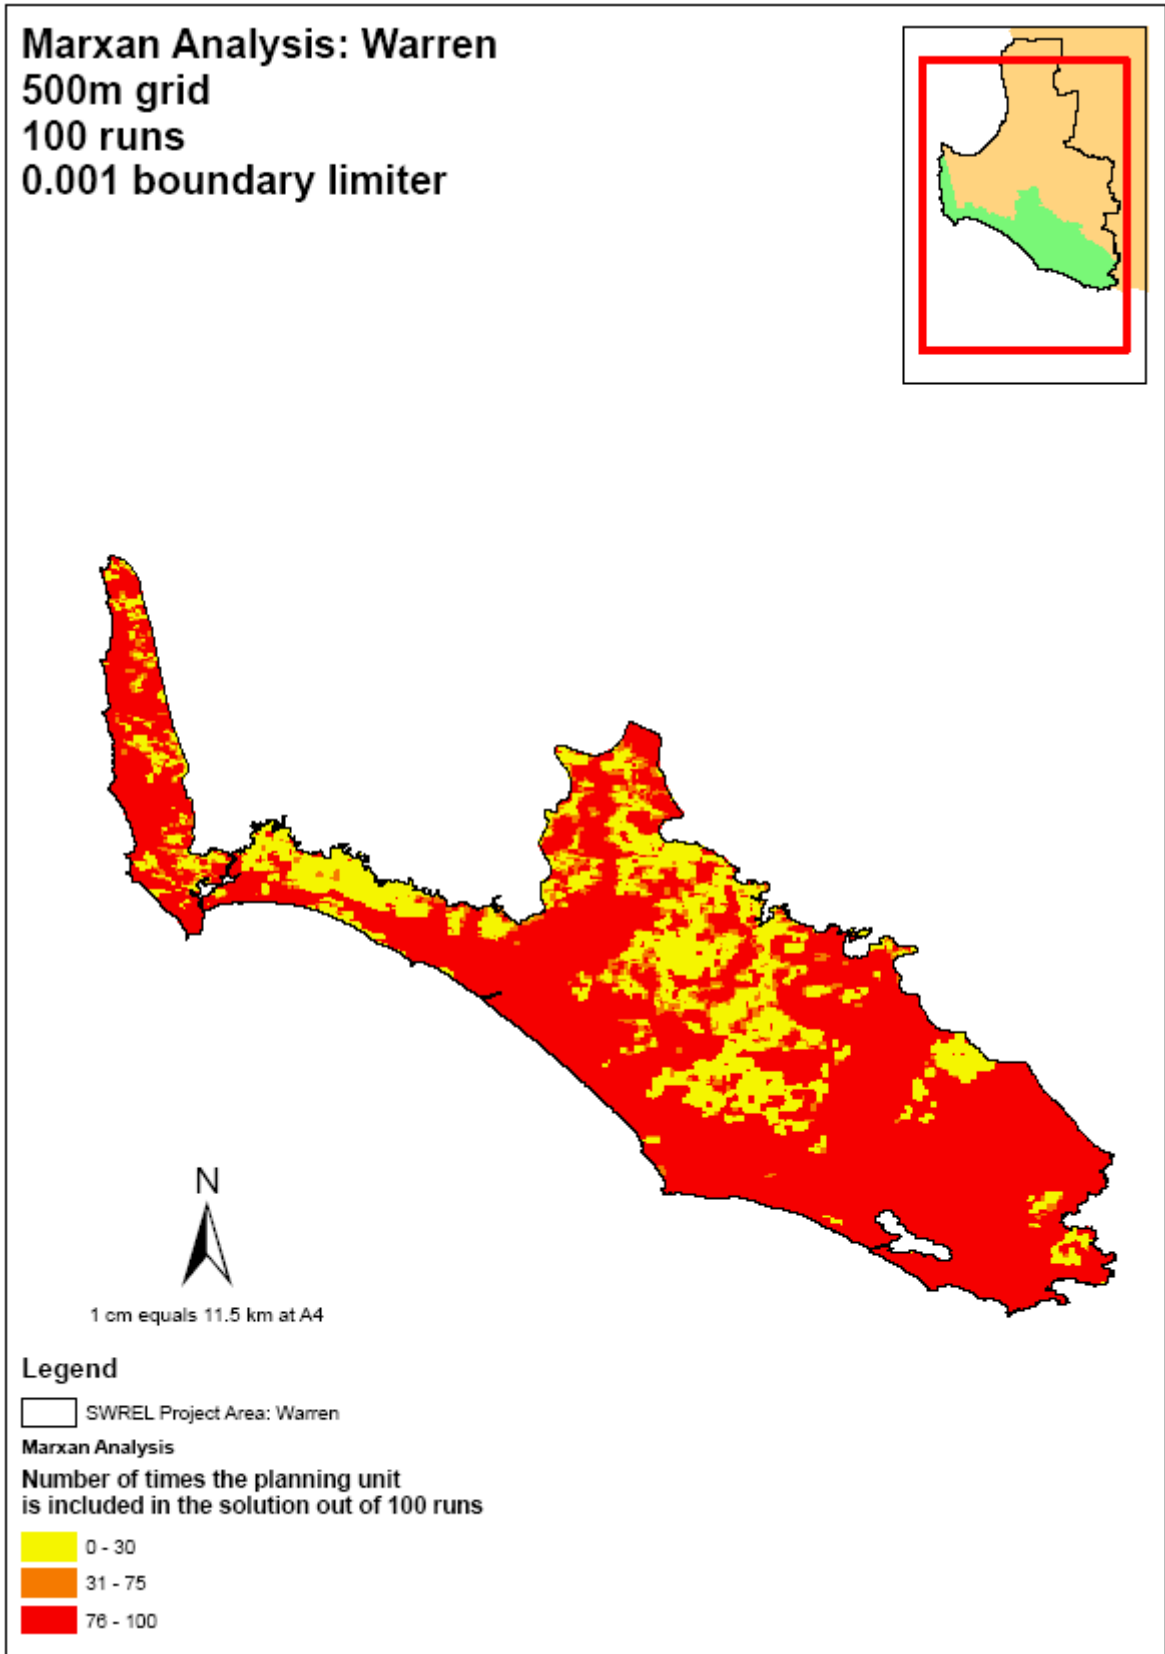 Marxan Analysis: Warren
500m grid
100 runs
0.001 boundary limiter
N
1 cm equals 11.5 km at A4
Legend
SWREL Project Area: Warren
Marxan Analysis
Number of times the planning unit
is included in the solution out of 100 runs
0 - 30
31 - 75
76 - 100